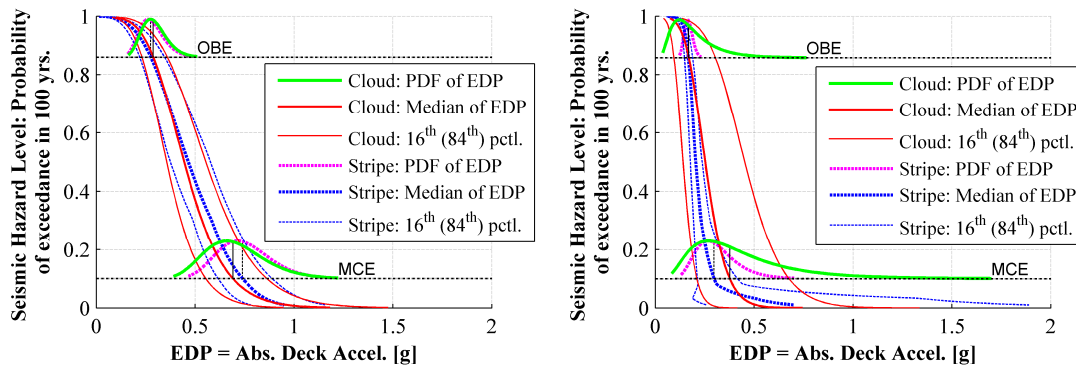 Seismic Hazard Level: Probability
of exceedance in 100 yrs.
1
0.8
0.6
0.4
0.2
0
OBE
Cloud: PDF of EDP
Cloud: Median of EDP
Cloud: 16th (84th) pctl.
Stripe: PDF of EDP
Stripe: Median of EDP
Stripe: 16th (84th) pctl.
MCE
0 0.5 1 1.5 2
EDP = Abs. Deck Accel. [g]
Seismic Hazard Level: Probability
of exceedance in 100 yrs.
1
0.8
0.6
0.4
0.2
0
OBE
Cloud: PDF of EDP
Cloud: Median of EDP
Cloud: 16th (84th) pctl.
Stripe: PDF of EDP
Stripe: Median of EDP
Stripe: 16th (84th) pctl.
MCE
0 0.5 1 1.5 2
EDP = Abs. Deck Accel. [g]